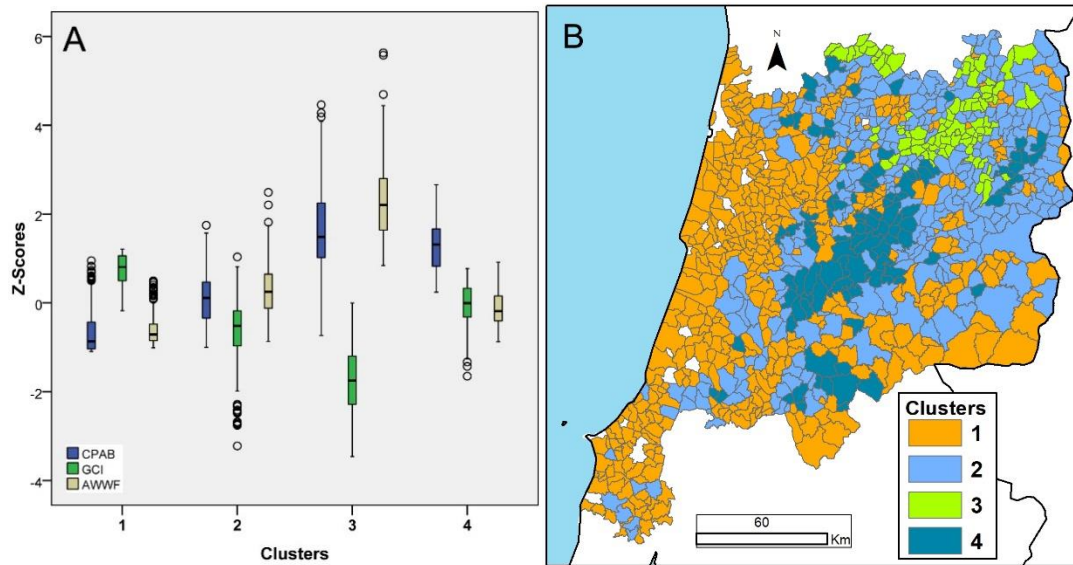 A
6
4
2
0
-2
-4
Z-Scores
CPAB
GCI
AWWF
1 2 3 4
Clusters
B
N
60
Km
Clusters
1
2
3
4